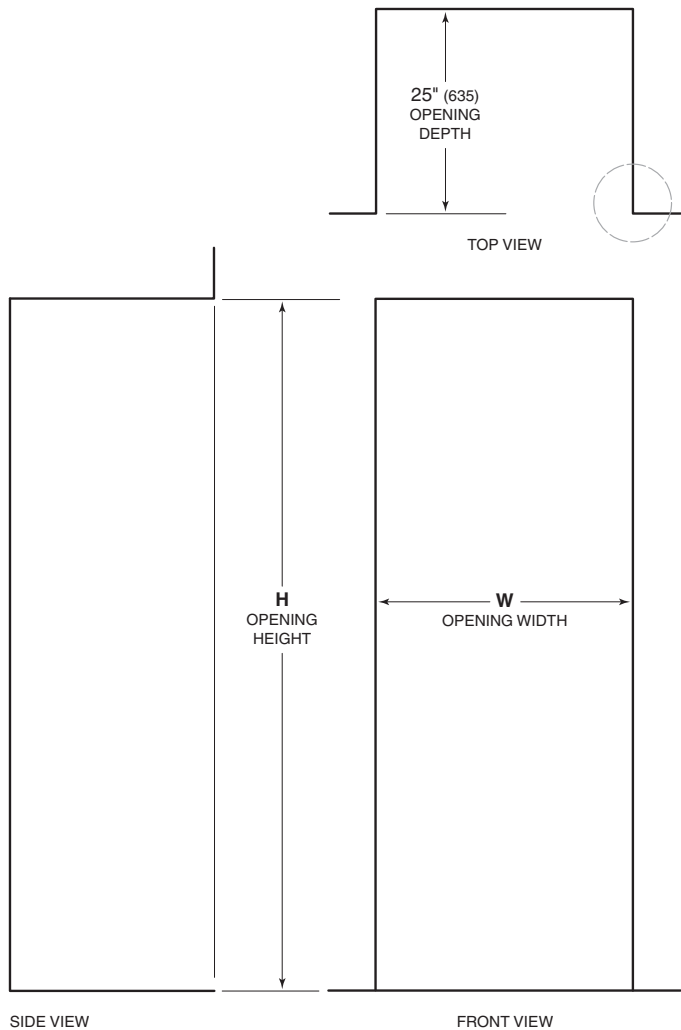 25" (635)
OPENING
DEPTH
TOP VIEW
H
OPENING
HEIGHT
W
OPENING WIDTH
SIDE VIEW
FRONT VIEW